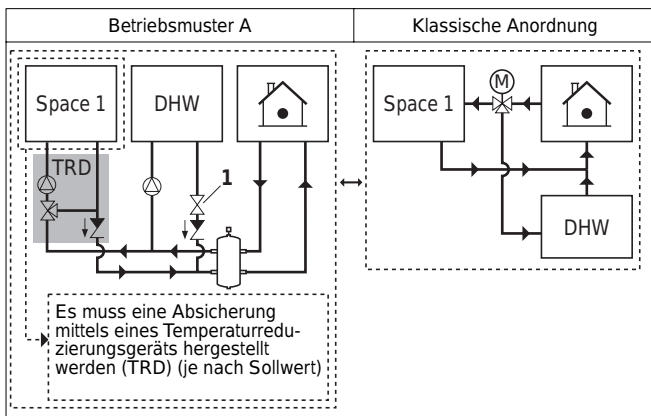 Betriebsmuster A
Klassische Anordnung
Space 1
DHW
TRD
1
Es muss eine Absicherung
mittels eines Temperaturredu-
zierungsgeräts hergestellt
werden (TRD) (je nach Sollwert)
M
Space 1
DHW